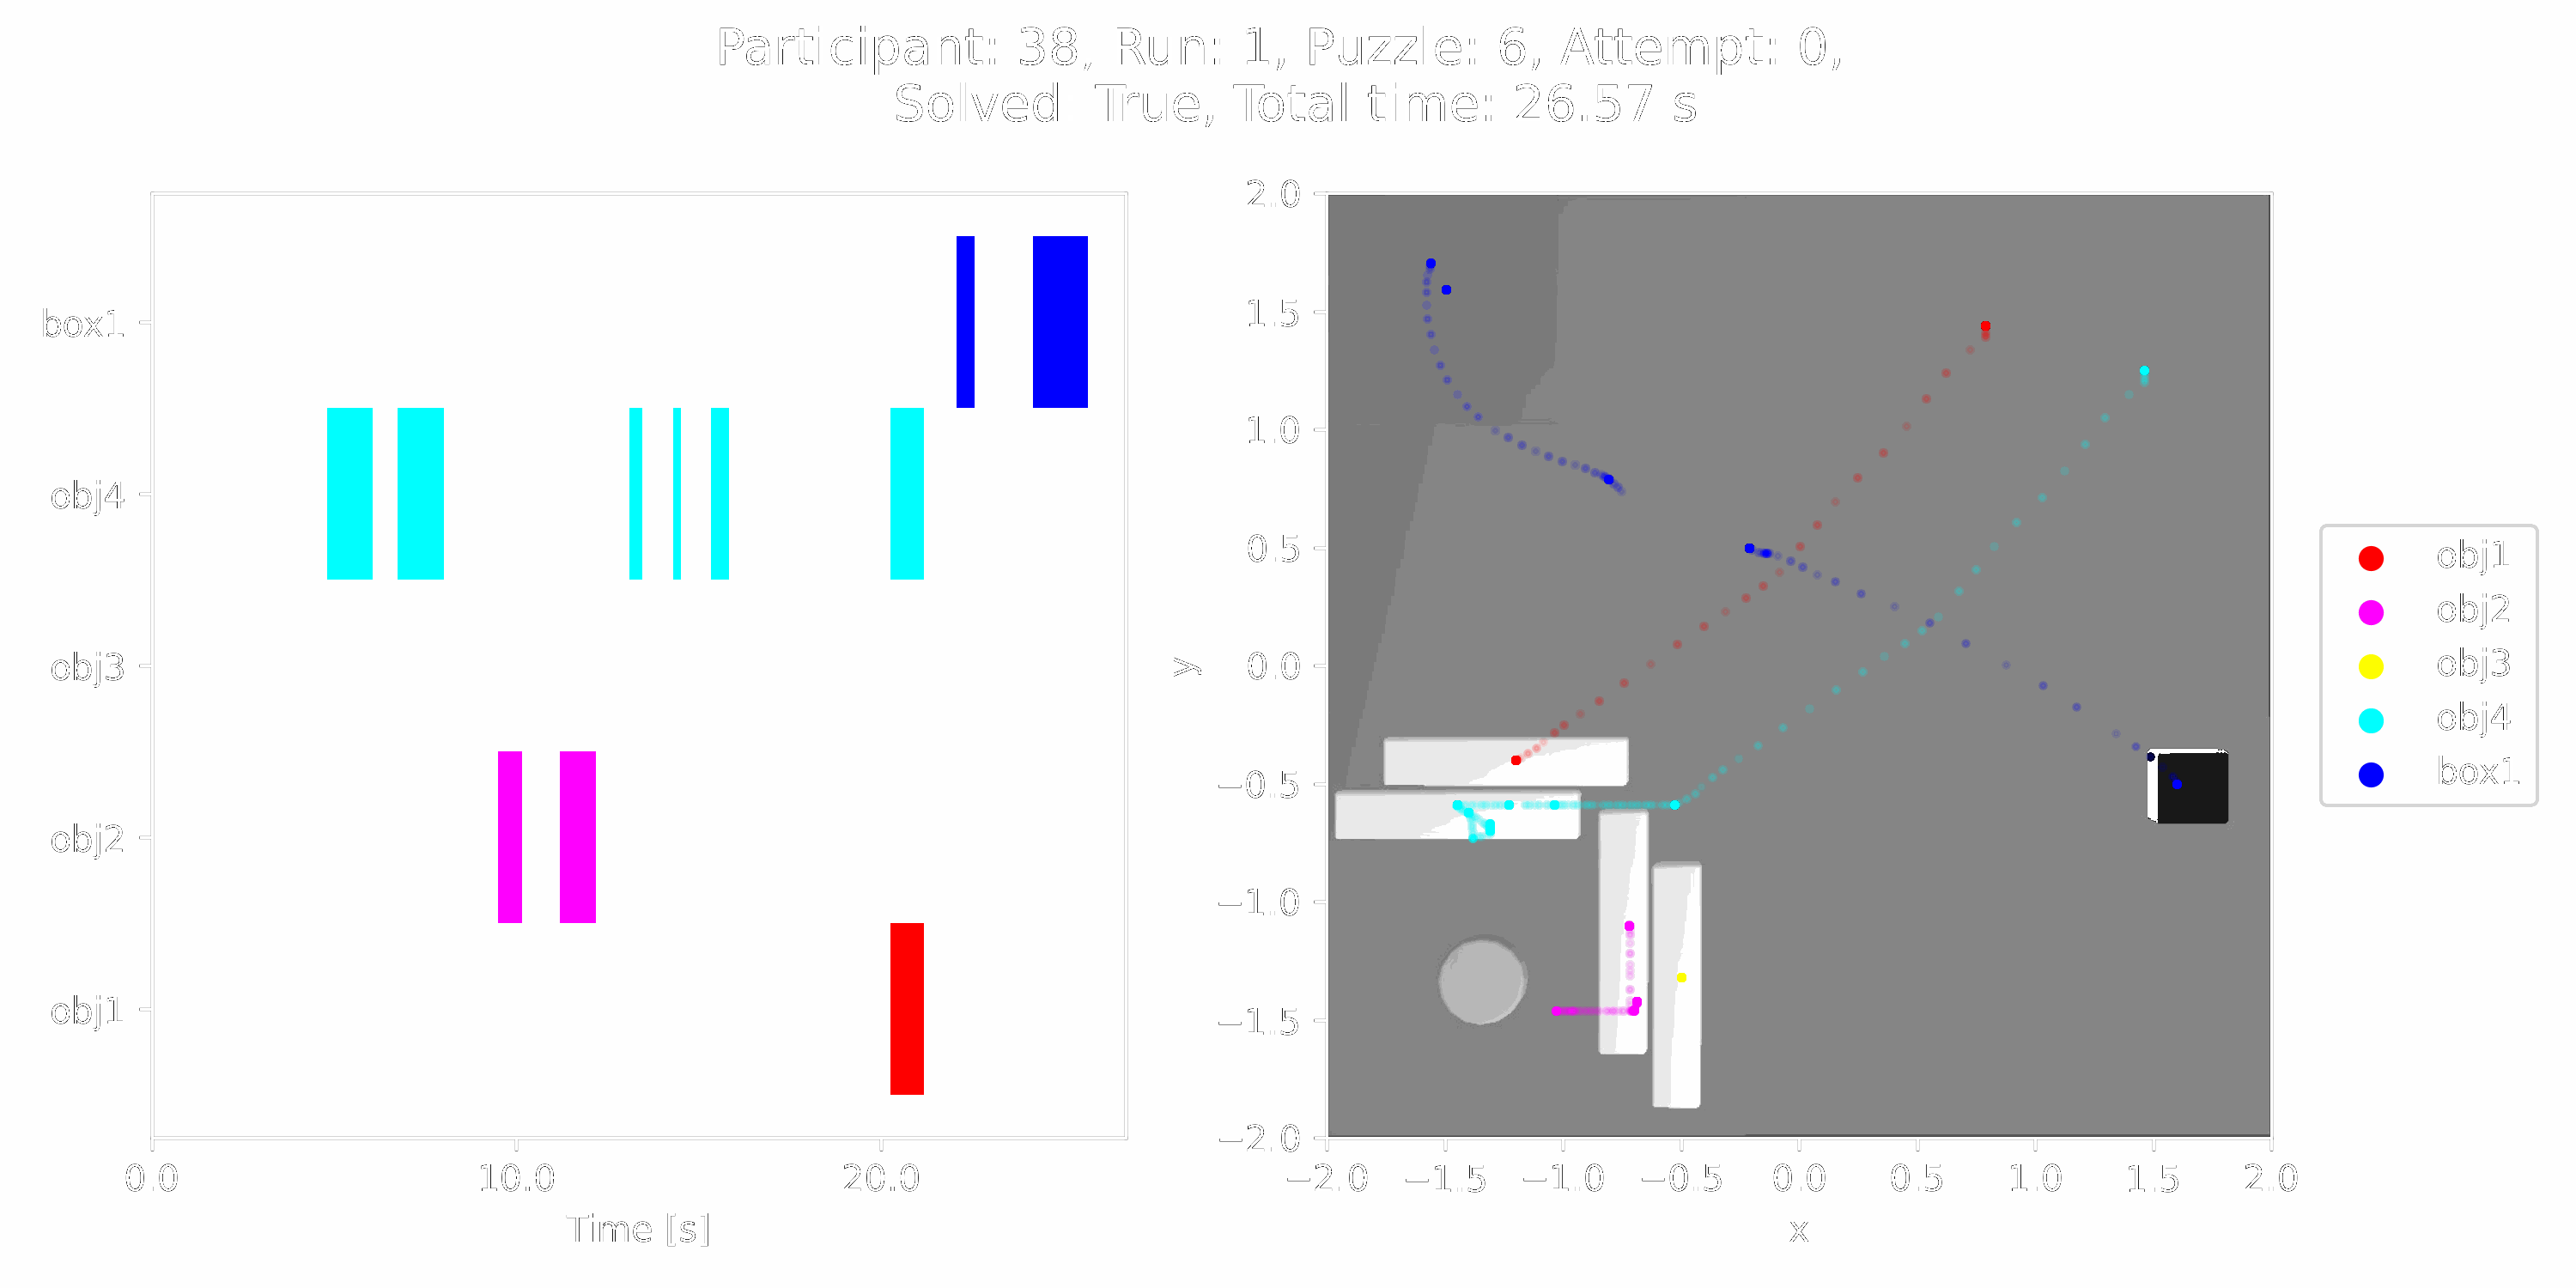 Participant: 38, Run: 1, Puzzle: 6, Attempt: 0,
Solved True, Total time: 26.57 s
box1
obj4
obj3
obj2
obj1
0.0 10.0 20.0
Time [s]
y
2.0
1.5
1.0
0.5
0.0
−0.5
−1.0
−1.5
−2.0
−2.0 −1.5 −1.0 −0.5 0.0 0.5 1.0 1.5 2.0
x
obj1
obj2
obj3
obj4
box1